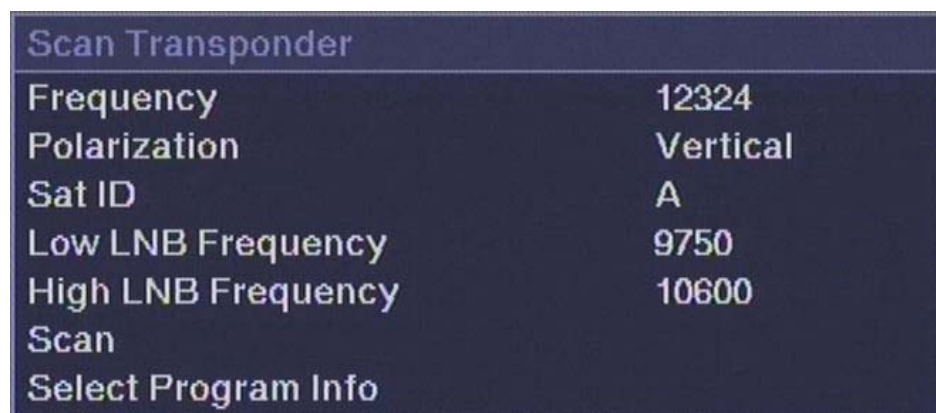 Scan Transponder
Frequency 12324
Polarization Vertical
Sat ID A
Low LNB Frequency 9750
High LNB Frequency 10600
Scan
Select Program Info